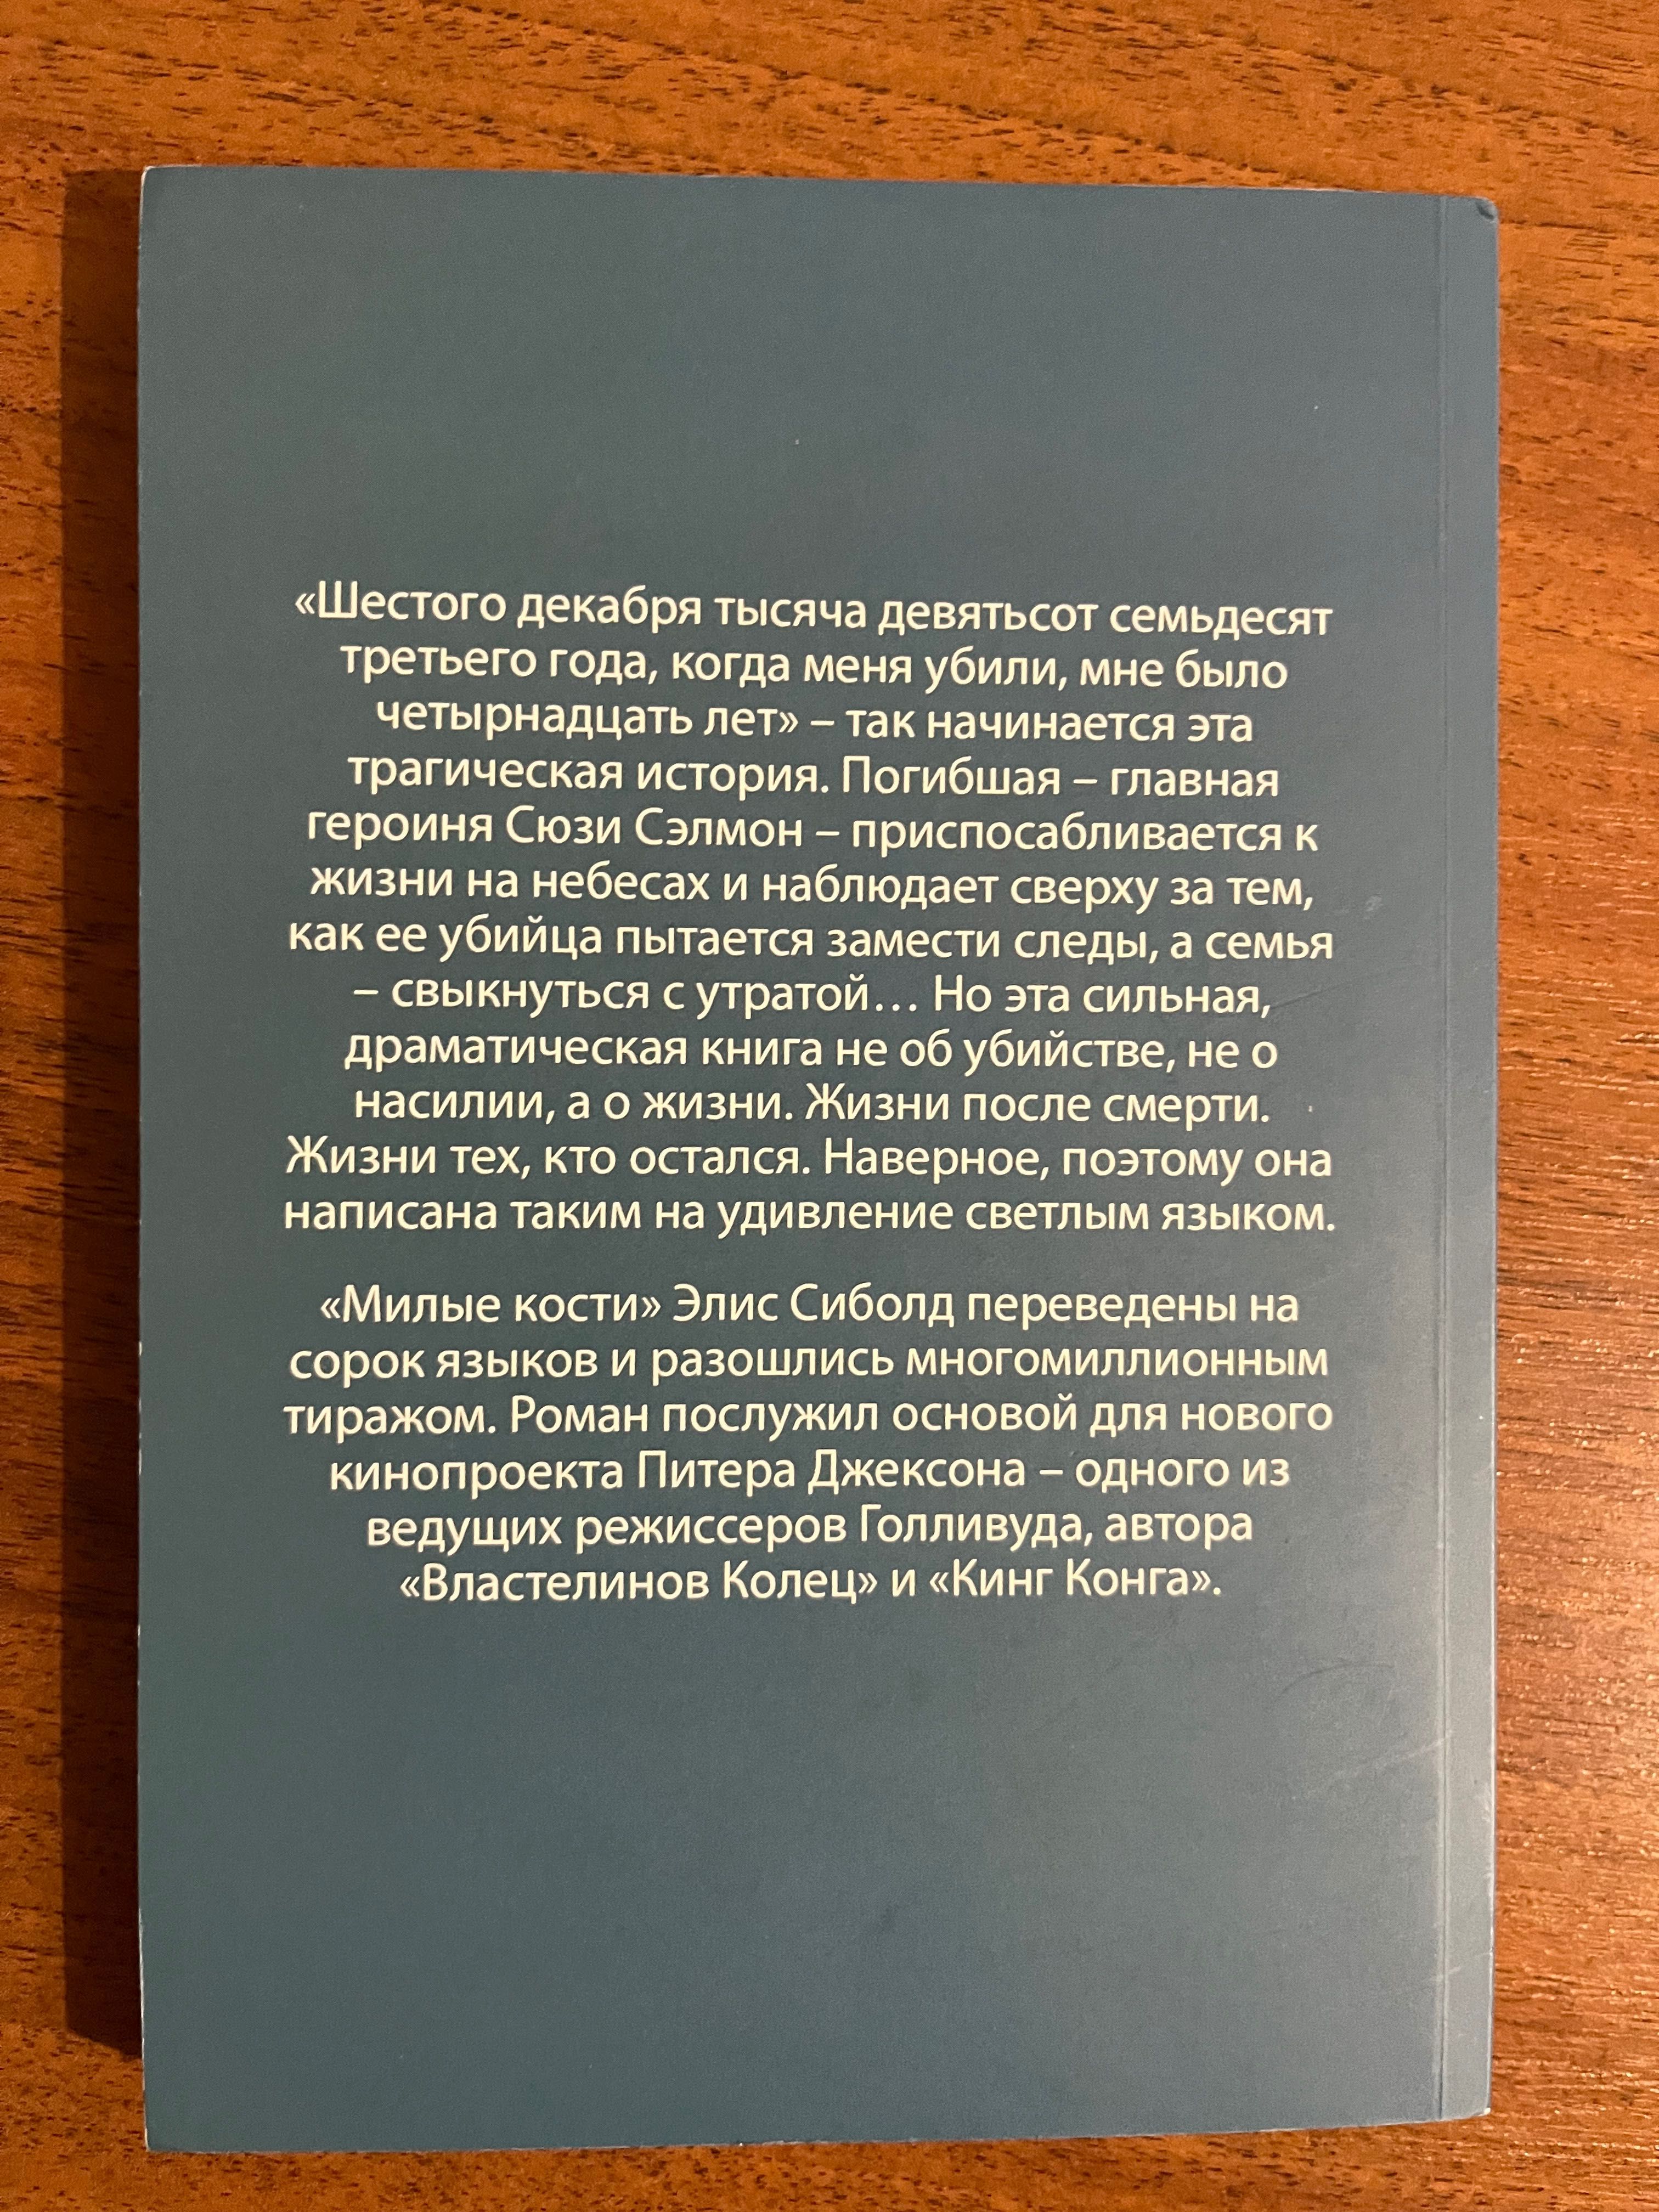 «Шестого декабря тысяча девятьсот семьдесят
третьего года, когда меня убили, мне было
четырнадцать лет» – так начинается эта
трагическая история. Погибшая – главная
героиня Сюзи Сэлмон – приспосабливается к
жизни на небесах и наблюдает сверху за тем,
как ее убийца пытается замести следы, а семья
– свыкнуться с утратой… Но эта сильная,
драматическая книга не об убийстве, не о
насилии, а о жизни. Жизни после смерти.
Жизни тех, кто остался. Наверное, поэтому она
написана таким на удивление светлым языком.
«Милые кости» Элис Сиболд переведены на
сорок языков и разошлись многомиллионным
тиражом. Роман послужил основой для нового
кинопроекта Питера Джексона – одного из
ведущих режиссеров Голливуда, автора
«Властелинов Колец» и «Кинг Конга».